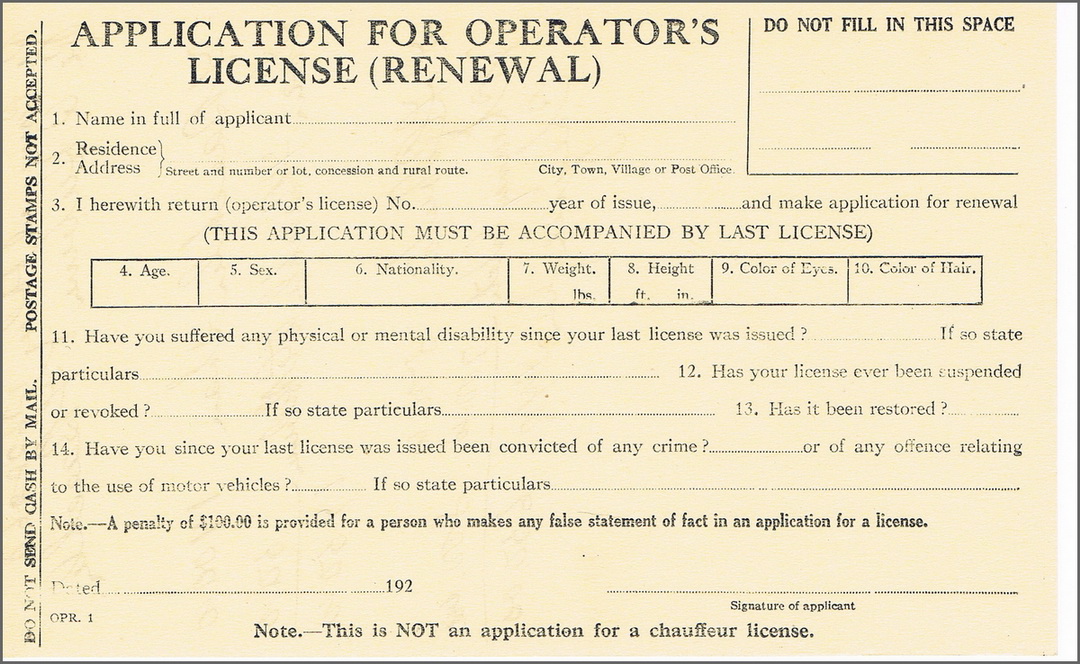 DO NOT SEND CASH BY MAIL. POSTAGE STAMPS NOT ACCEPTED.
APPLICATION FOR OPERATOR'S
LICENSE (RENEWAL)
DO NOT FILL IN THIS SPACE
1. Name in full of applicant
2. Residence Address
Street and number or lot, concession and rural route. City, Town, Village or Post Office.
3. I herewith return (operator's license) No. year of issue, and make application for renewal
(THIS APPLICATION MUST BE ACCOMPANIED BY LAST LICENSE)
4. Age. 5. Sex. 6. Nationality. 7. Weight. 8. Height 9. Color of Eyes. 10. Color of Hair.
lbs. ft. in.
11. Have you suffered any physical or mental disability since your last license was issued ? If so state
particulars 12. Has your license ever been suspended
or revoked ? If so state particulars 13. Has it been restored ?
14. Have you since your last license was issued been convicted of any crime ? or of any offence relating
to the use of motor vehicles ? If so state particulars
Note.—A penalty of $100.00 is provided for a person who makes any false statement of fact in an application for a license.
Dated 192
Signature of applicant
OPR. 1
Note.—This is NOT an application for a chauffeur license.